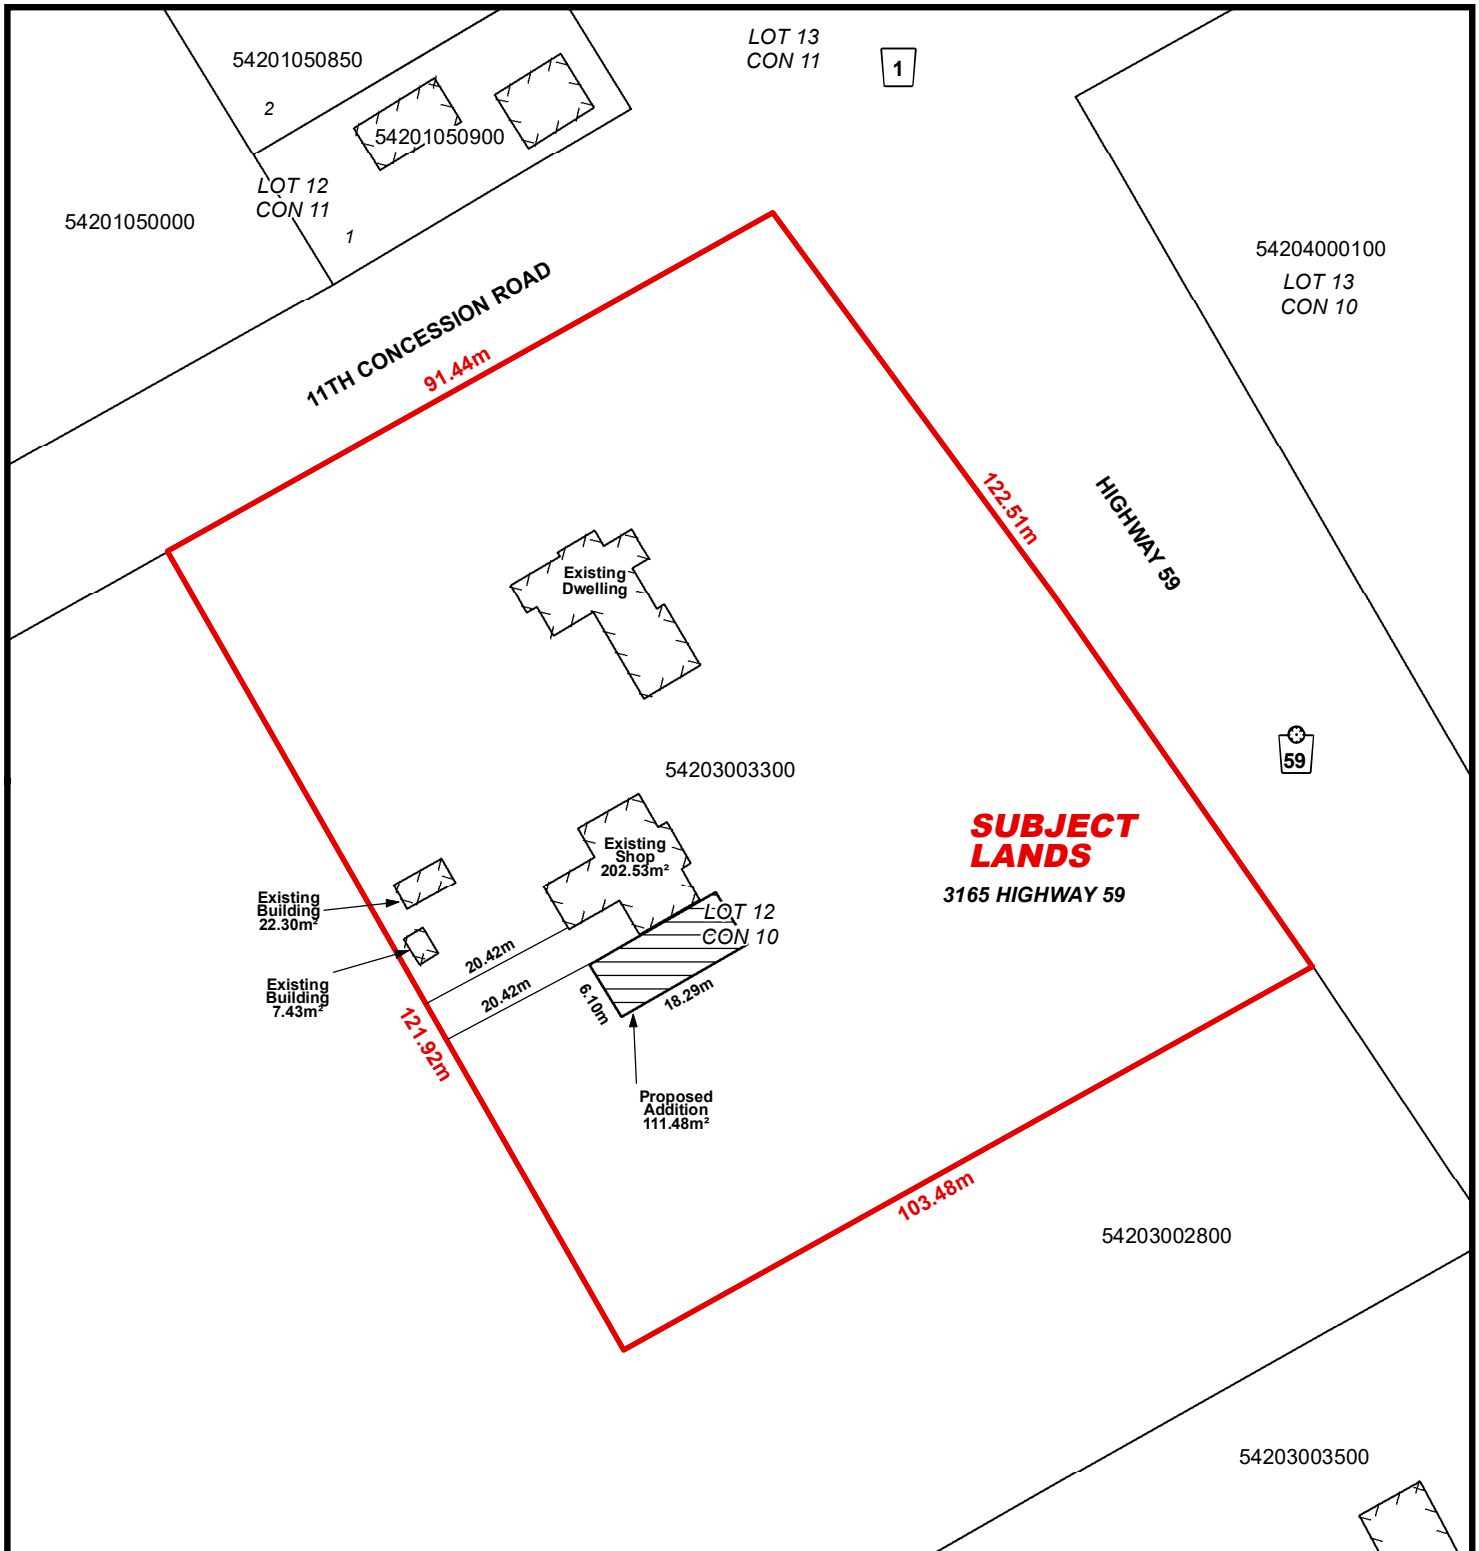 LOT 13
CON 11
1
54201050850
2
54201050900
LOT 12
CON 11
54201050000
1
54204000100
LOT 13
CON 10
11TH CONCESSION ROAD
91.44m
122.51m
HIGHWAY 59
Existing
Dwelling
59
54203003300
SUBJECT
LANDS
3165 HIGHWAY 59
Existing
Shop
202.53m²
Existing
Building
22.30m²
LOT 12
CON 10
20.42m
20.42m
Existing
Building
7.43m²
6.10m
18.29m
121.92m
Proposed
Addition
111.48m²
103.48m
54203002800
54203003500